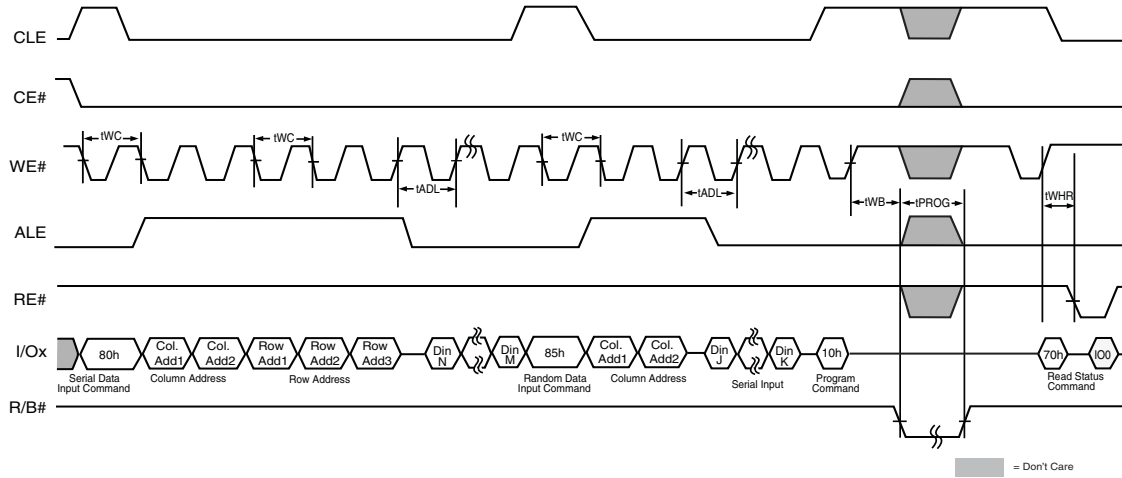 CLE
CE#
tWC
tWC
tWC
WE#
tADL
tADL
tWB
tPROG
tWHR
ALE
RE#
I/Ox
80h
Col. Add1
Col. Add2
Row Add1
Row Add2
Row Add3
Din N
Din M
85h
Col. Add1
Col. Add2
Din J
Din K
10h
70h
IO0
Serial Data
Input Command
Column Address
Row Address
Random Data
Input Command
Column Address
Serial Input
Program
Command
Read Status
Command
R/B#
= Don't Care